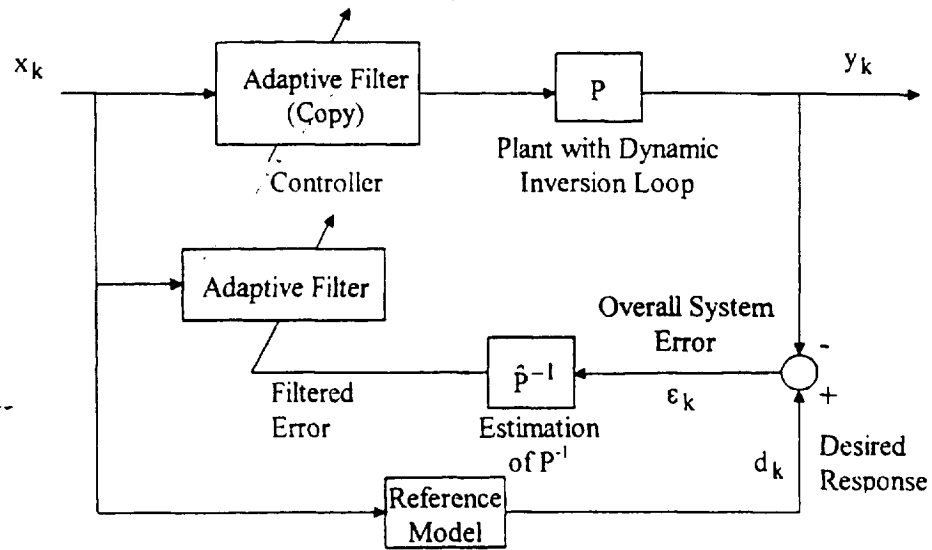 x_k
Adaptive Filter
(Copy)
P
y_k
Controller
Plant with Dynamic
Inversion Loop
Adaptive Filter
Overall System
Error
-
+
P̂⁻¹
ε_k
Filtered
Error
Estimation
of P⁻¹
d_k
Desired
Response
Reference
Model